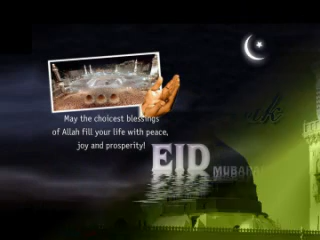 May the choicest blessings
of Allah fill your life with peace,
joy and prosperity!
EID
MUBARAK